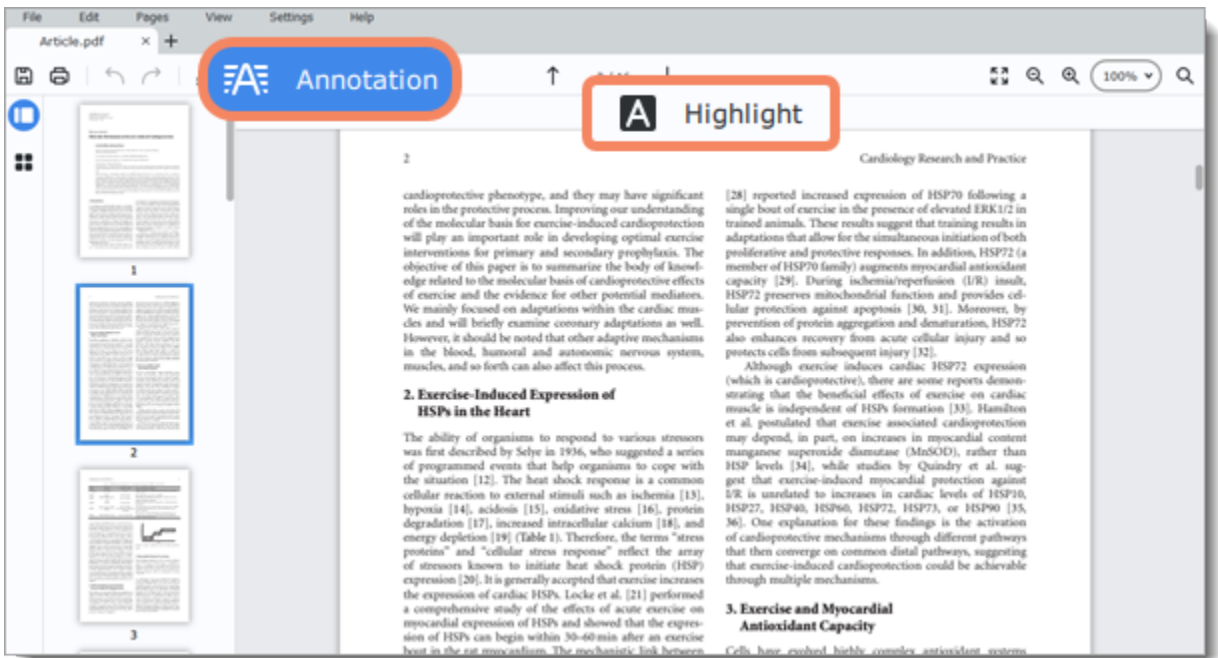 File Edit Pages View Settings Help
Article.pdf × +
Annotation
100%
Highlight
2
Cardiology Research and Practice
cardioprotective phenotype, and they may have significant
roles in the protective process. Improving our understanding
of the molecular basis for exercise-induced cardioprotection
will play an important role in developing optimal exercise
interventions for primary and secondary prophylaxis. The
objective of this paper is to summarize the body of knowl-
edge related to the molecular basis of cardioprotective effects
of exercise and the evidence for other potential mediators.
We mainly focused on adaptations within the cardiac mus-
cles and will briefly examine coronary adaptations as well.
However, it should be noted that other adaptive mechanisms
in the blood, humoral and autonomic nervous system,
muscles, and so forth can also affect this process.
2. Exercise-Induced Expression of
HSPs in the Heart
The ability of organisms to respond to various stressors
was first described by Selye in 1936, who suggested a series
of programmed events that help organisms to cope with
the situation [12]. The heat shock response is a common
cellular reaction to external stimuli such as ischemia [13],
hypoxia [14], acidosis [15], oxidative stress [16], protein
degradation [17], increased intracellular calcium [18], and
energy depletion [19] (Table 1). Therefore, the terms "stress
proteins" and "cellular stress response" reflect the array
of stressors known to initiate heat shock protein (HSP)
expression [20]. It is generally accepted that exercise increases
the expression of cardiac HSPs. Locke et al. [21] performed
a comprehensive study of the effects of acute exercise on
myocardial expression of HSPs and showed that the expres-
sion of HSPs can begin within 30–60 min after an exercise
bout in the rat myocardium. The mechanistic link between
[28] reported increased expression of HSP70 following a
single bout of exercise in the presence of elevated ERK1/2 in
trained animals. These results suggest that training results in
adaptations that allow for the simultaneous initiation of both
proliferative and protective responses. In addition, HSP72 (a
member of HSP70 family) augments myocardial antioxidant
capacity [29]. During ischemia/reperfusion (I/R) insult,
HSP72 preserves mitochondrial function and provides cel-
lular protection against apoptosis [30, 31]. Moreover, by
prevention of protein aggregation and denaturation, HSP72
also enhances recovery from acute cellular injury and so
protects cells from subsequent injury [32].
Although exercise induces cardiac HSP72 expression
(which is cardioprotective), there are some reports demon-
strating that the beneficial effects of exercise on cardiac
muscle is independent of HSPs formation [33]. Hamilton
et al. postulated that exercise associated cardioprotection
may depend, in part, on increases in myocardial content
manganese superoxide dismutase (MnSOD), rather than
HSP levels [34], while studies by Quindry et al. sug-
gest that exercise-induced myocardial protection against
I/R is unrelated to increases in cardiac levels of HSP10,
HSP27, HSP40, HSP60, HSP72, HSP73, or HSP90 [35,
36]. One explanation for these findings is the activation
of cardioprotective mechanisms through different pathways
that then converge on common distal pathways, suggesting
that exercise-induced cardioprotection could be achievable
through multiple mechanisms.
3. Exercise and Myocardial
Antioxidant Capacity
Cells have evolved highly complex antioxidant systems
1
2
3